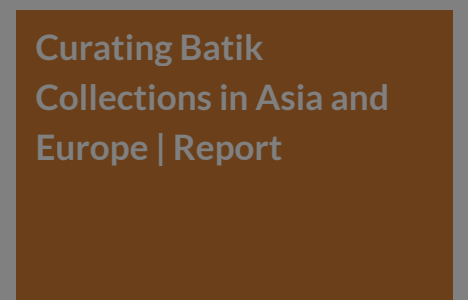 Curating Batik
Collections in Asia and
Europe | Report